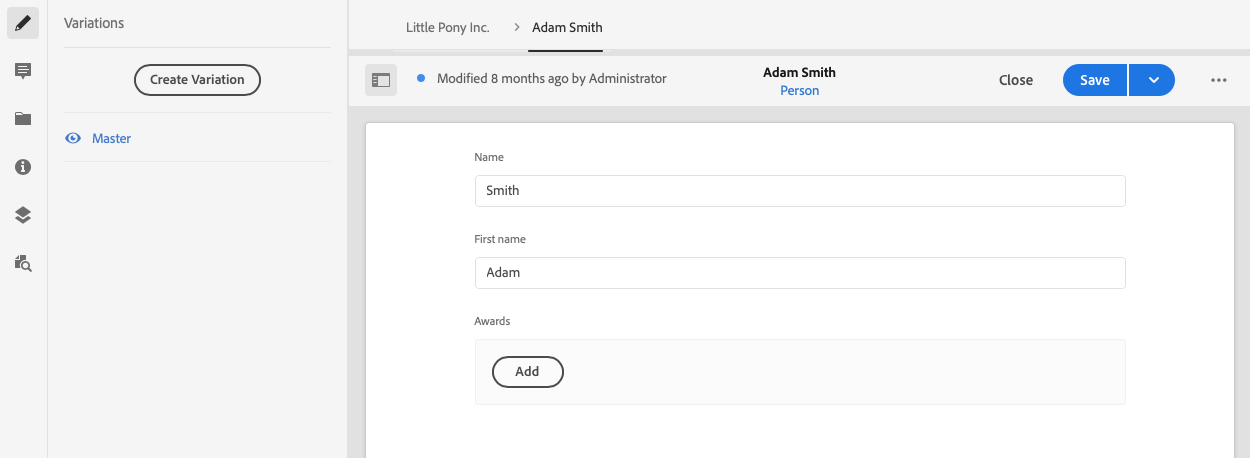 Variations
Create Variation
Master
Little Pony Inc. > Adam Smith
Modified 8 months ago by Administrator
Adam Smith
Person
Close
Save
Name
Smith
First name
Adam
Awards
Add